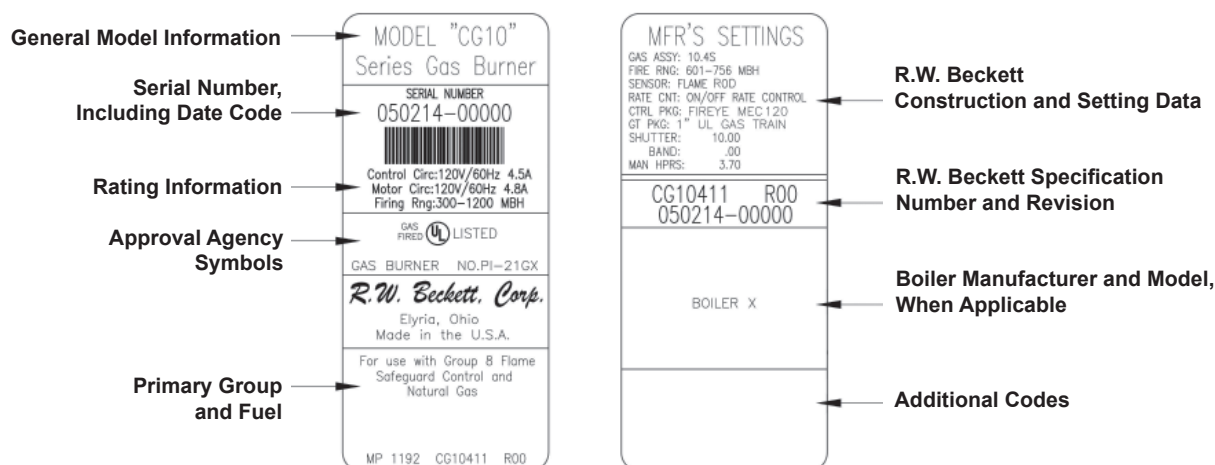 General Model Information
Serial Number,
Including Date Code
Rating Information
Approval Agency
Symbols
Primary Group
and Fuel
MODEL "CG10"
Series Gas Burner
SERIAL NUMBER
050214-00000
Control Circ:120V/60Hz 4.5A
Motor Circ:120V/60Hz 4.8A
Firing Rng:300-1200 MBH
GAS
FIRED UL LISTED
GAS BURNER NO.PI-21GX
R.W. Beckett, Corp.
Elyria, Ohio
Made in the U.S.A.
For use with Group 8 Flame
Safeguard Control and
Natural Gas
MP 1192 CG10411 R00
MFR'S SETTINGS
GAS ASSY: 10.4S
FIRE RNG: 601-756 MBH
SENSOR: FLAME ROD
RATE CNT: ON/OFF RATE CONTROL
CTRL PKG: FIREYE MEC120
GT PKG: 1" UL GAS TRAIN
SHUTTER: 10.00
BAND: .00
MAN HPRS: 3.70
CG10411 R00
050214-00000
BOILER X
R.W. Beckett
Construction and Setting Data
R.W. Beckett Specification
Number and Revision
Boiler Manufacturer and Model,
When Applicable
Additional Codes